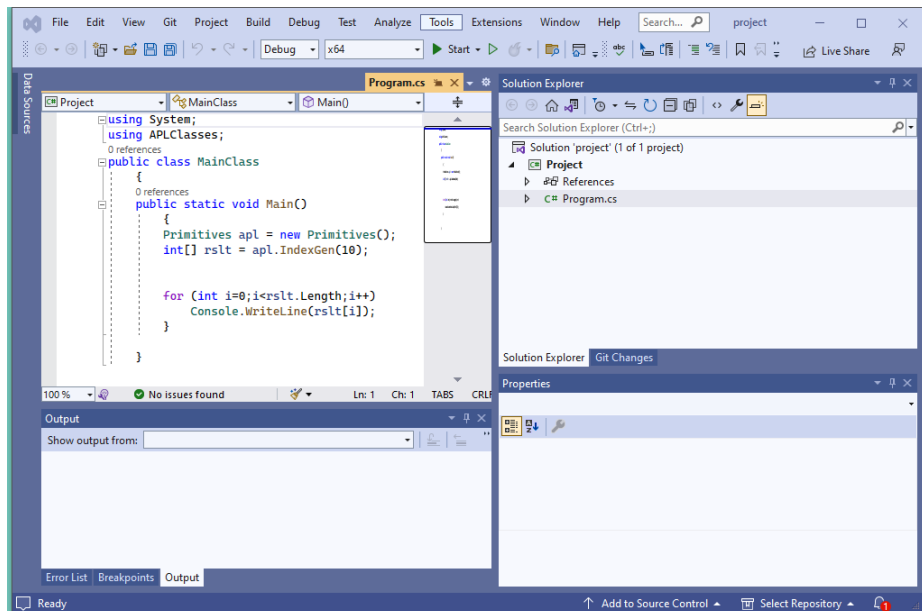 File Edit View Git Project Build Debug Test Analyze Tools Extensions Window Help Search... project
Debug x64 Start Live Share
Data Sources
Program.cs
C# Project MainClass Main()
using System;
using APLClasses;
0 references
public class MainClass
{
0 references
public static void Main()
{
Primitives apl = new Primitives();
int[] rslt = apl.IndexGen(10);
for (int i=0;i<rslt.Length;i++)
Console.WriteLine(rslt[i]);
}
}
100 % No issues found Ln: 1 Ch: 1 TABS CRLF
Output
Show output from:
Error List Breakpoints Output
Solution Explorer
Search Solution Explorer (Ctrl+;)
Solution 'project' (1 of 1 project)
C# Project
References
C# Program.cs
Solution Explorer Git Changes
Properties
Ready Add to Source Control Select Repository 1